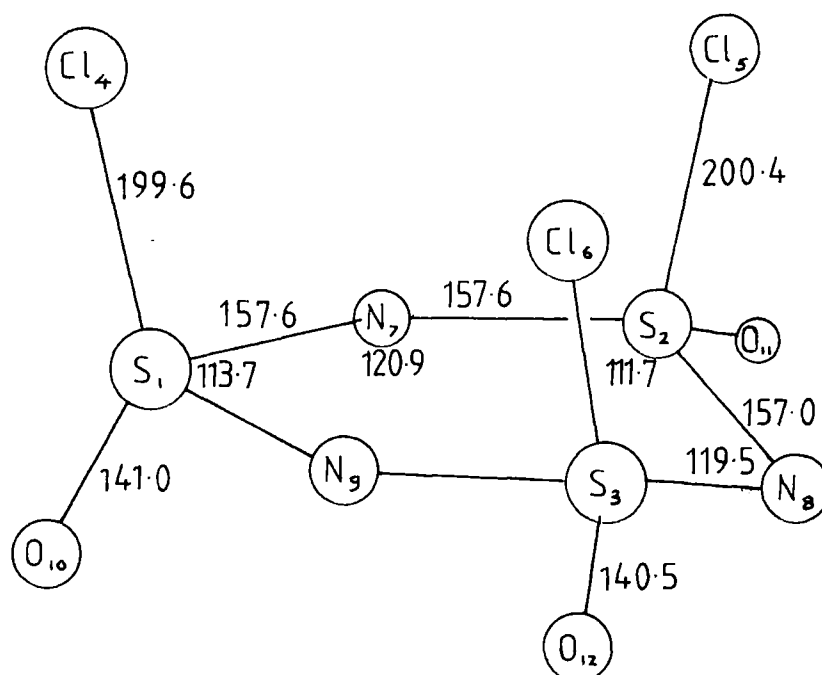 Cl₅
Cl₄
200·4
199·6
Cl₆
157·6
N₇
157·6
S₂
O₁₁
S₁
113·7
120·9
111·7
157·0
141·0
N₉
S₃
119·5
N₈
O₁₀
140·5
O₁₂